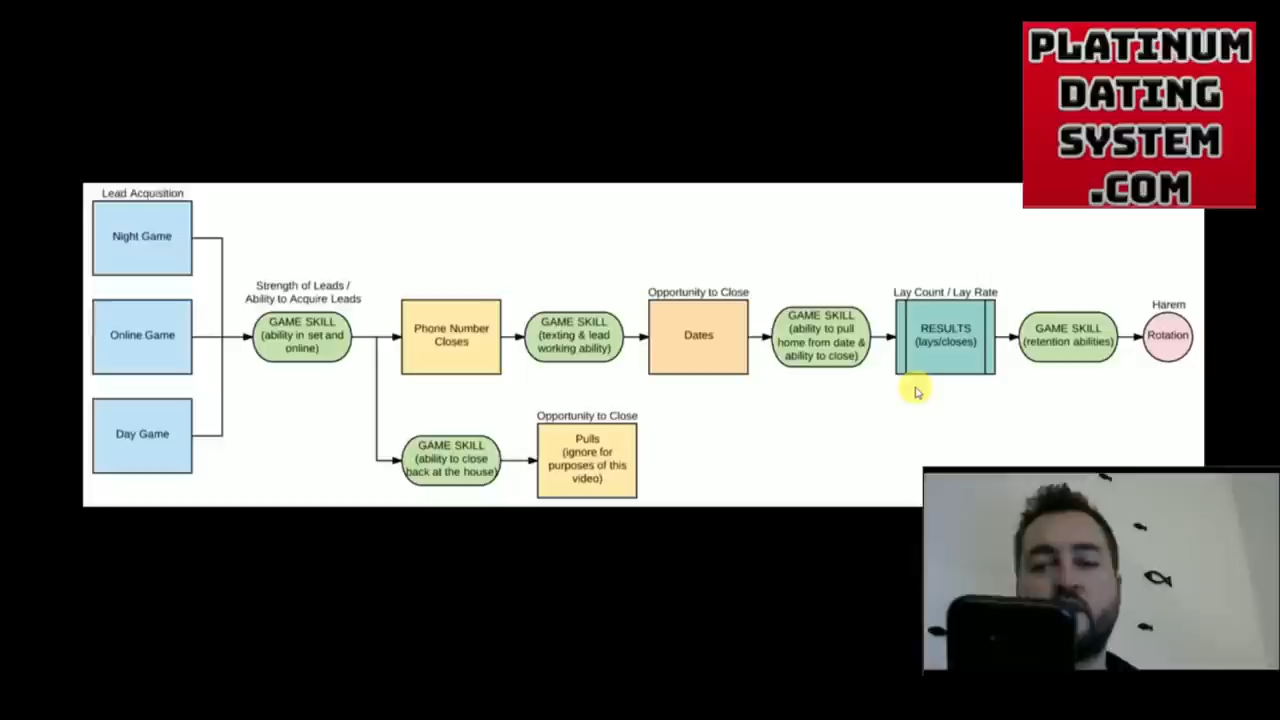 PLATINUM
DATING
SYSTEM
.COM
Lead Acquisition
Night Game
Online Game
Day Game
Strength of Leads /
Ability to Acquire Leads
GAME SKILL
(ability in set and
online)
Phone Number
Closes
GAME SKILL
(texting & lead
working ability)
Opportunity to Close
Dates
GAME SKILL
(ability to pull
home from date &
ability to close)
Lay Count / Lay Rate
RESULTS
(lays/closes)
GAME SKILL
(retention abilities)
Harem
Rotation
GAME SKILL
(ability to close
back at the house)
Opportunity to Close
Pulls
(ignore for
purposes of this
video)